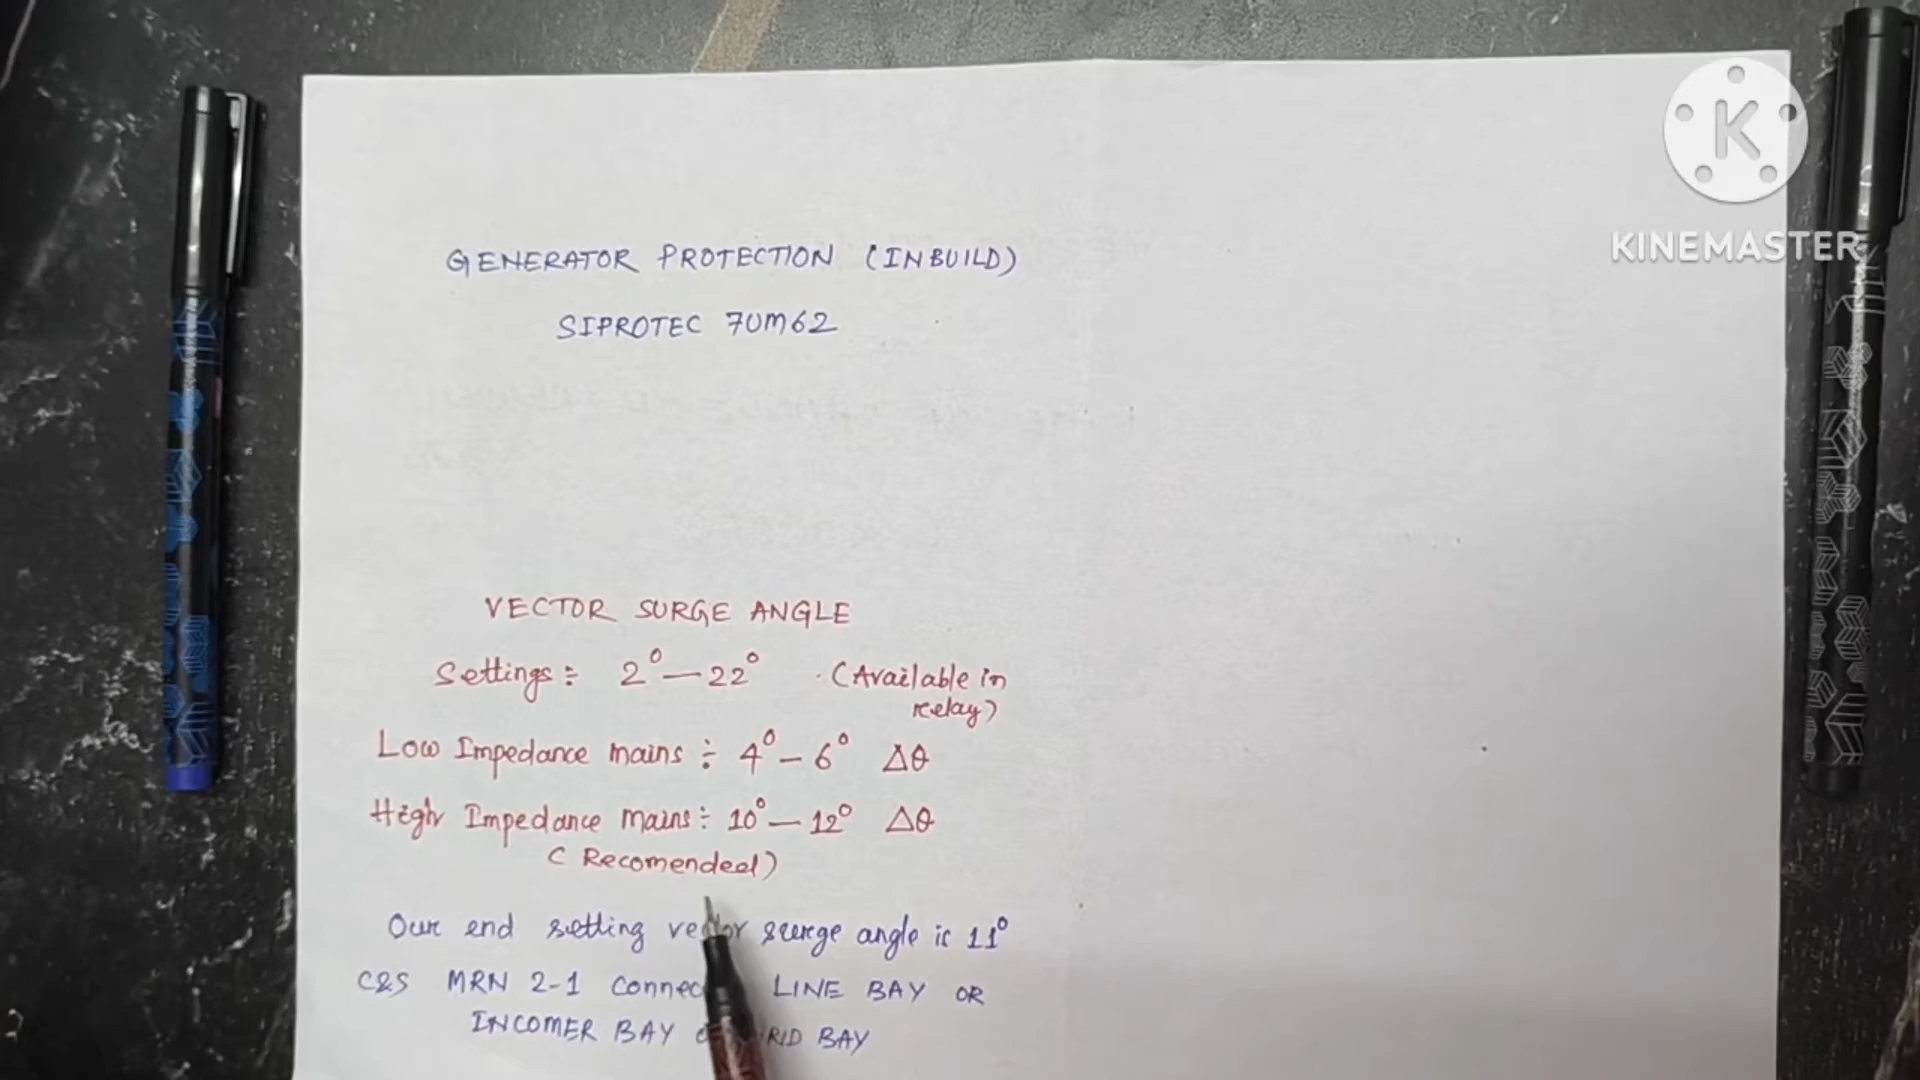 KINEMASTER
GENERATOR PROTECTION (INBUILD)
SIPROTEC 7UM62
VECTOR SURGE ANGLE
Settings÷ 2° — 22° (Available in
relay)
Low Impedance mains ÷ 4° — 6° Δθ
High Impedance mains÷ 10° — 12° Δθ
( Recomended)
Our end setting vector surge angle is 11°
C&S MRN 2-1 LINE BAY OR
INCOMER BAY BAY